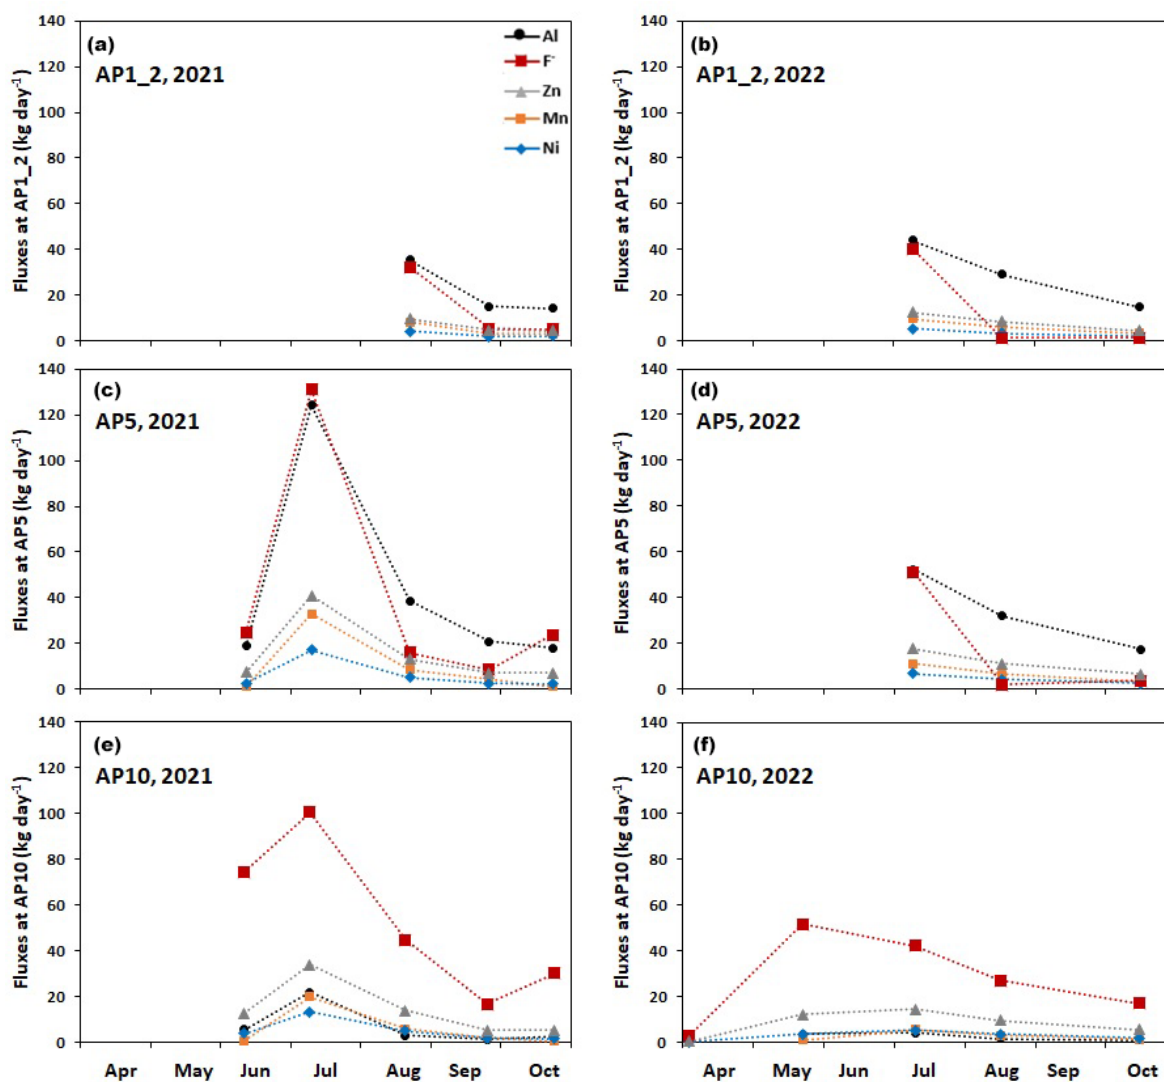 (a)
AP1_2, 2021
Al
F-
Zn
Mn
Ni
Fluxes at AP1_2 (kg day-1)
140
120
100
80
60
40
20
0
(b)
AP1_2, 2022
Fluxes at AP1_2 (kg day-1)
140
120
100
80
60
40
20
0
(c)
AP5, 2021
Fluxes at AP5 (kg day-1)
140
120
100
80
60
40
20
0
(d)
AP5, 2022
Fluxes at AP5 (kg day-1)
140
120
100
80
60
40
20
0
(e)
AP10, 2021
Fluxes at AP10 (kg day-1)
140
120
100
80
60
40
20
0
Apr May Jun Jul Aug Sep Oct
(f)
AP10, 2022
Fluxes at AP10 (kg day-1)
140
120
100
80
60
40
20
0
Apr May Jun Jul Aug Sep Oct